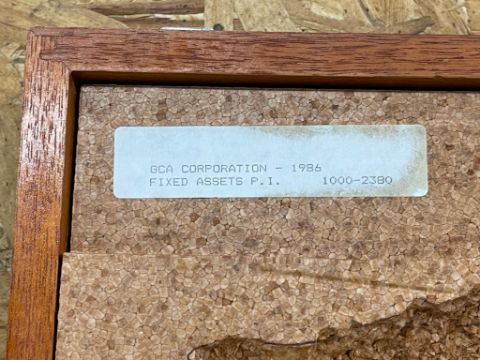 GCA CORPORATION - 1986
FIXED ASSETS P.I. 1000-2380